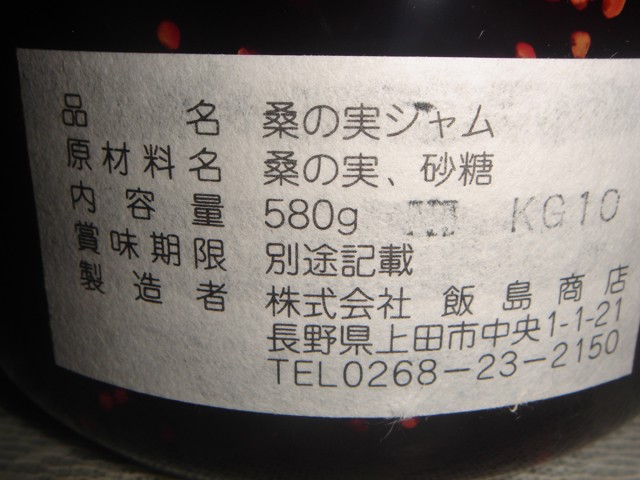 品名 桑の実ジャム
原材料名 桑の実、砂糖
内容量 580g KG10
賞味期限 別途記載
製造者 株式会社 飯島商店
長野県上田市中央1-1-21
TEL0268-23-2150